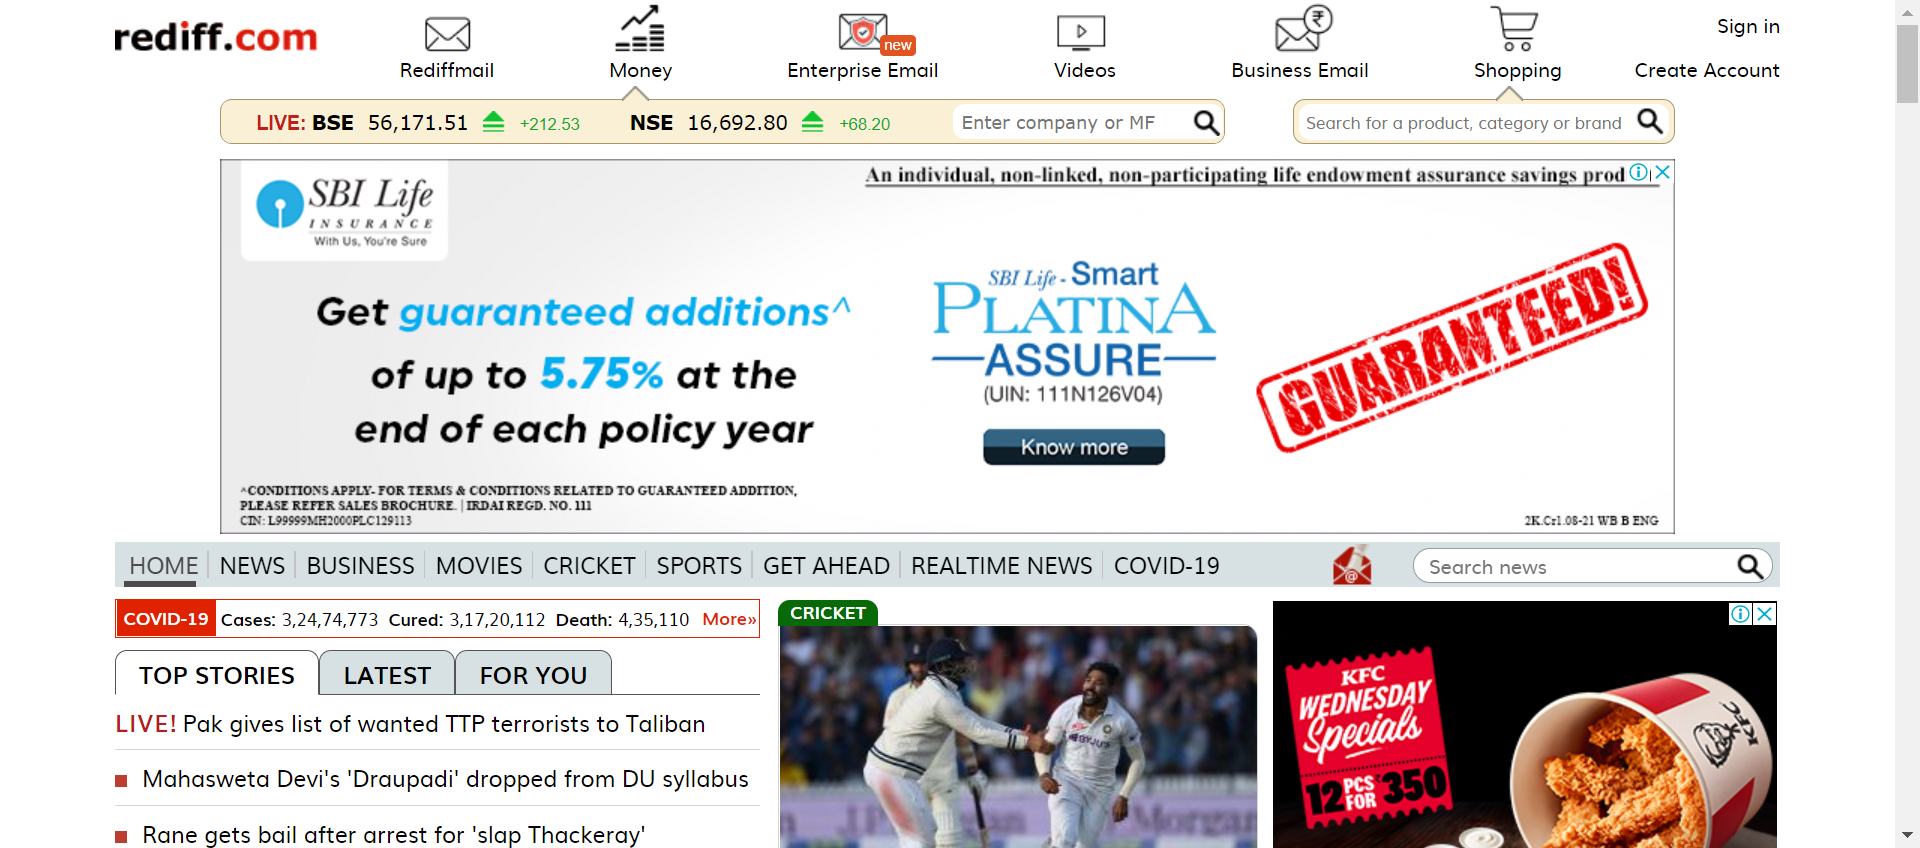 rediff.com
Rediffmail
Money
new
Enterprise Email
Videos
Business Email
Shopping
Sign in
Create Account
LIVE: BSE 56,171.51 +212.53 NSE 16,692.80 +68.20
Enter company or MF
Search for a product, category or brand
SBI Life
INSURANCE
With Us, You're Sure
An individual, non-linked, non-participating life endowment assurance savings prod
Get guaranteed additions^
of up to 5.75% at the
end of each policy year
SBI Life - Smart
PLATINA
ASSURE
(UIN: 111N126V04)
Know more
GUARANTEED!
^CONDITIONS APPLY- FOR TERMS & CONDITIONS RELATED TO GUARANTEED ADDITION,
PLEASE REFER SALES BROCHURE. | IRDAI REGD. NO. 111
CIN: L99999MH2000PLC129113
2K.Cr1.08-21 WB B ENG
HOME NEWS BUSINESS MOVIES CRICKET SPORTS GET AHEAD REALTIME NEWS COVID-19
Search news
COVID-19 Cases: 3,24,74,773 Cured: 3,17,20,112 Death: 4,35,110 More»
TOP STORIES LATEST FOR YOU
LIVE! Pak gives list of wanted TTP terrorists to Taliban
Mahasweta Devi's 'Draupadi' dropped from DU syllabus
Rane gets bail after arrest for 'slap Thackeray'
CRICKET
KFC
WEDNESDAY
Specials
12 PCS FOR ₹350
KFC